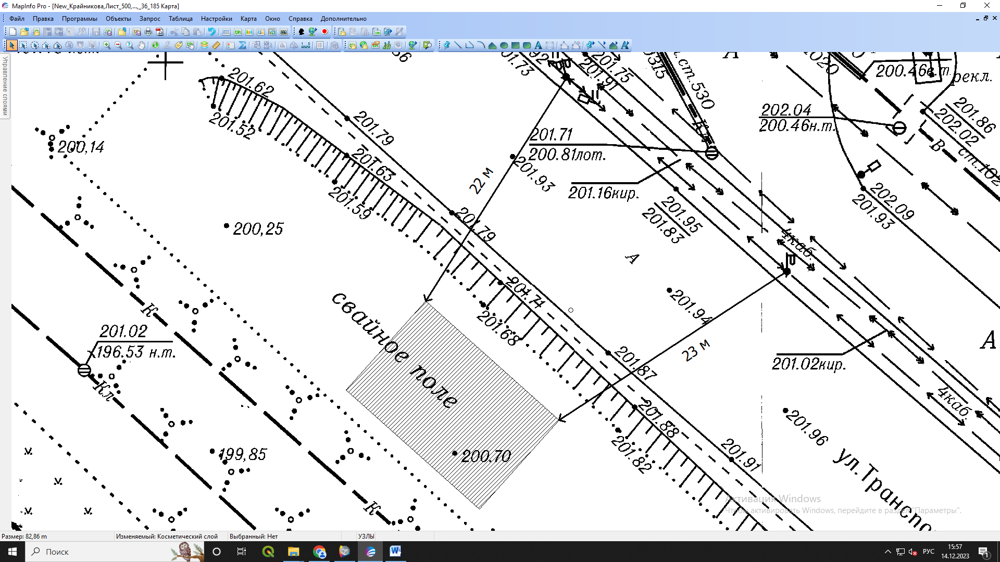 MapInfo Pro - [New_Крайникова,Лист_500,...,_36_185 Карта]
Файл Правка Программы Объекты Запрос Таблица Настройки Карта Окно Справка Дополнительно
Управление слоями
201.62
201.52
200,14
201.79
201.63
201.59
200,25
201.73
201.91
201.75
5315
ст.530
1020
200.46в.т.
рекл.
202.04
200.46н.т.
201.86
202.02
В
ст.102
201.71
200.81лот.
201.93
22 м
201.16кир.
201.95
201.83
202.09
201.93
201.79
А
4каб.
201.74
201.94
201.68
свайное поле
К
201.02
196.53 н.т.
Кл
А
23 м
201.02кир.
201.87
4каб.
201.88
201.82
201.96
201.91
199,85
200.70
ул.Транспо
К
Активация Windows
Чтобы активировать Windows, перейдите в раздел "Параметры".
Размер: 82,86 m Изменяемый: Косметический слой Выбранный: Нет УЗЛЫ
Поиск
РУС
15:57
14.12.2023
1